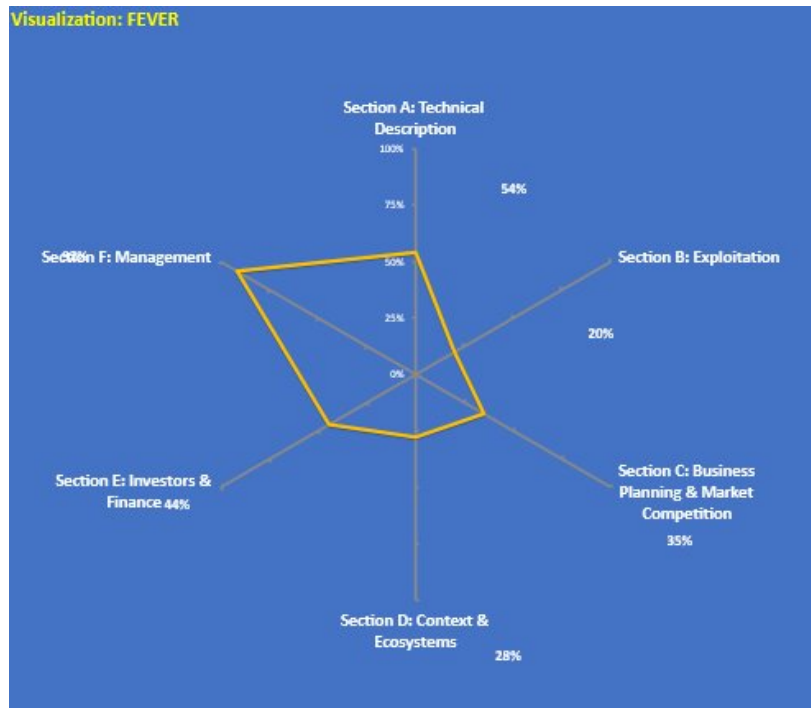 Visualization: FEVER
Section A: Technical
Description
100%
54%
75%
Section F: Management
50%
Section B: Exploitation
25%
20%
0%
Section E: Investors &
Finance 44%
Section C: Business
Planning & Market
Competition
35%
Section D: Context &
Ecosystems
28%